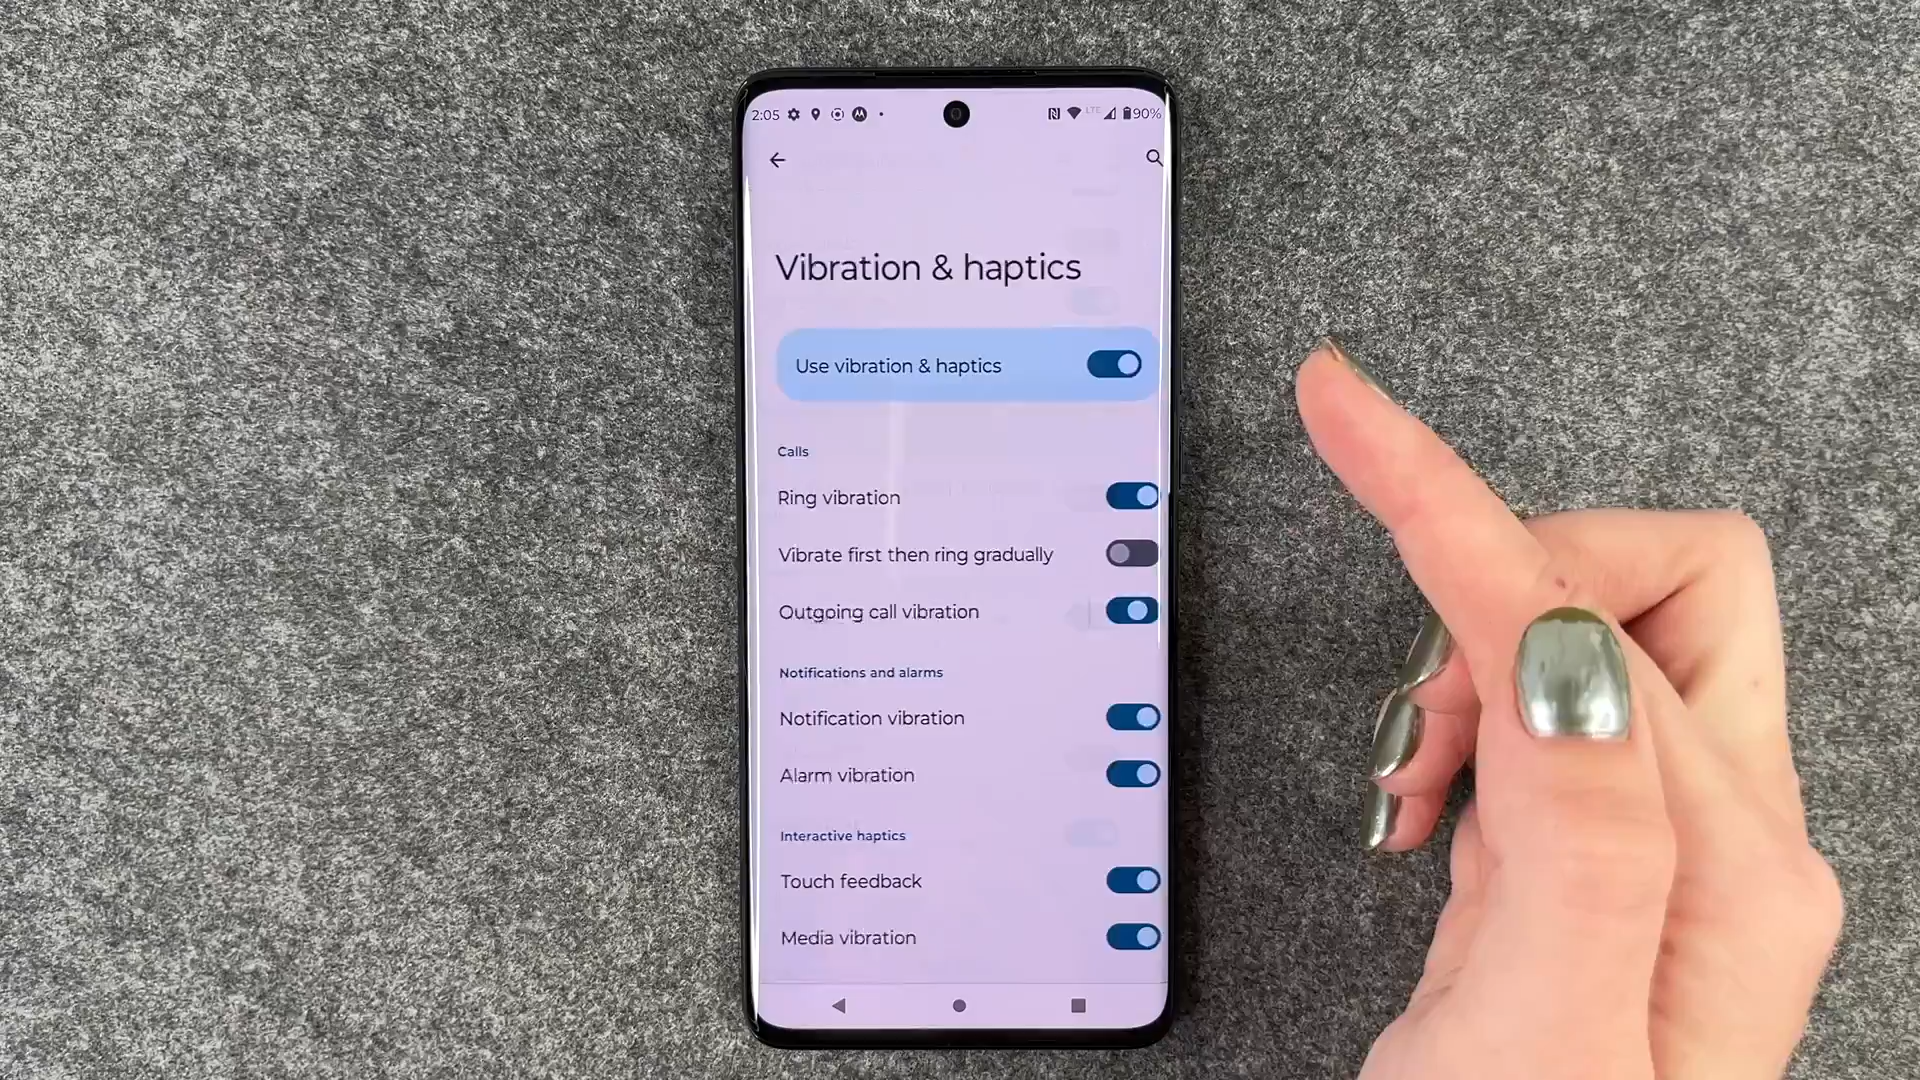 2:05 LTE 90%
Vibration & haptics
Use vibration & haptics
Calls
Ring vibration
Vibrate first then ring gradually
Outgoing call vibration
Notifications and alarms
Notification vibration
Alarm vibration
Interactive haptics
Touch feedback
Media vibration